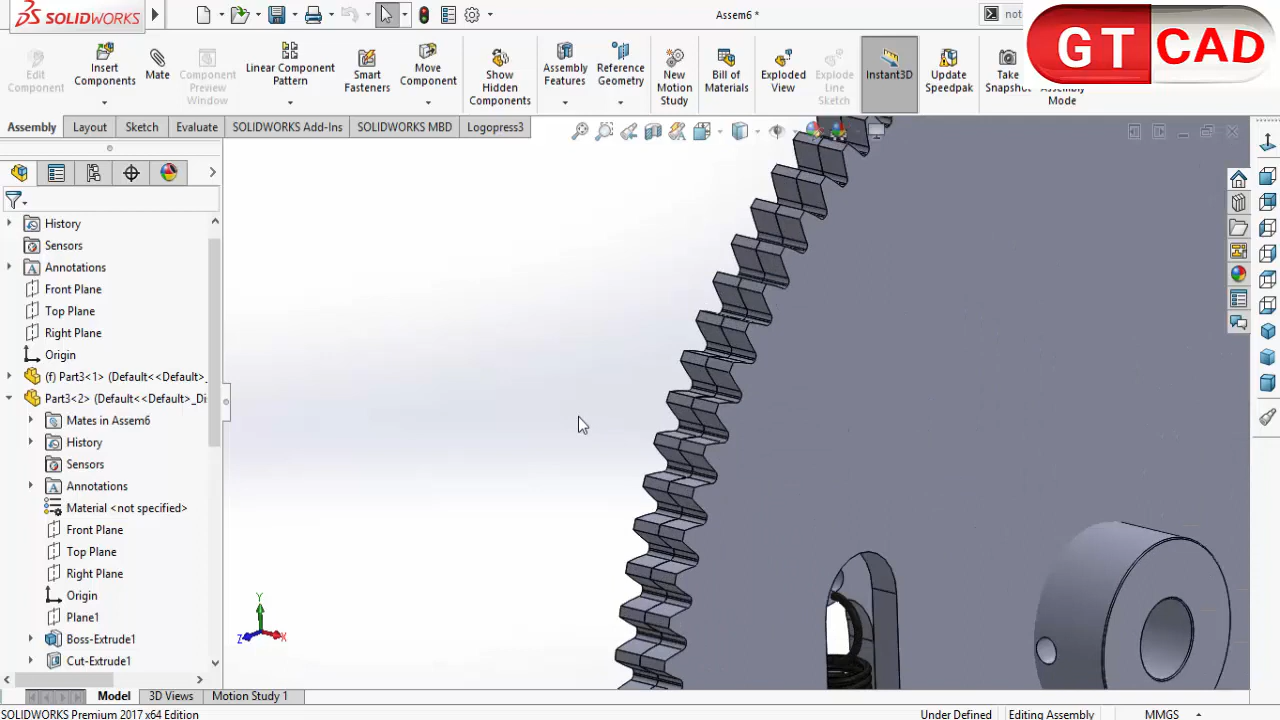 SOLIDWORKS
Assem6 *
not
GT CAD
Edit Component
Insert Components
Mate
Component Preview Window
Linear Component Pattern
Smart Fasteners
Move Component
Show Hidden Components
Assembly Features
Reference Geometry
New Motion Study
Bill of Materials
Exploded View
Explode Line Sketch
Instant3D
Update Speedpak
Take Snapshot
Assembly Mode
Assembly
Layout
Sketch
Evaluate
SOLIDWORKS Add-Ins
SOLIDWORKS MBD
Logopress3
History
Sensors
Annotations
Front Plane
Top Plane
Right Plane
Origin
(f) Part3<1> (Default<<Default>_
Part3<2> (Default<<Default>_Di
Mates in Assem6
History
Sensors
Annotations
Material <not specified>
Front Plane
Top Plane
Right Plane
Origin
Plane1
Boss-Extrude1
Cut-Extrude1
Y
Z
X
Model
3D Views
Motion Study 1
SOLIDWORKS Premium 2017 x64 Edition
Under Defined
Editing Assembly
MMGS